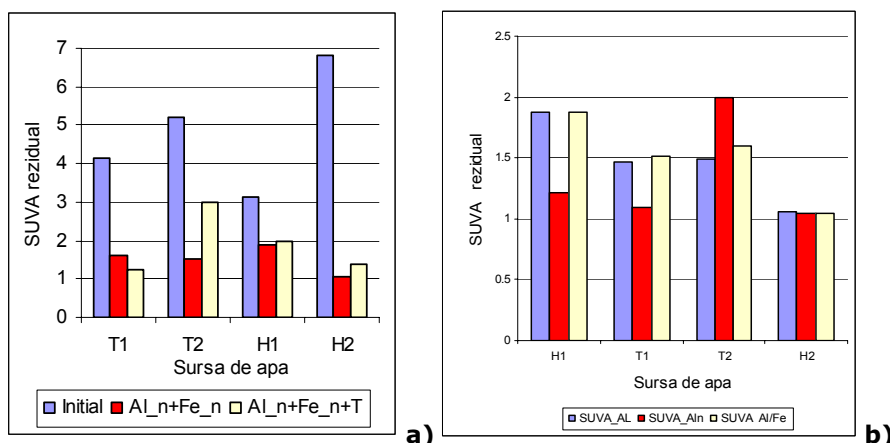 7
6
5
4
3
2
1
0
SUVA rezidual
T1 T2 H1 H2
Sursa de apa
Initial Al_n+Fe_n Al_n+Fe_n+T
a)
2.5
2
1.5
1
0.5
0
SUVA rezidual
H1 T1 T2 H2
Sursa de apa
SUVA_AL SUVA_Aln SUVA Al/Fe
b)